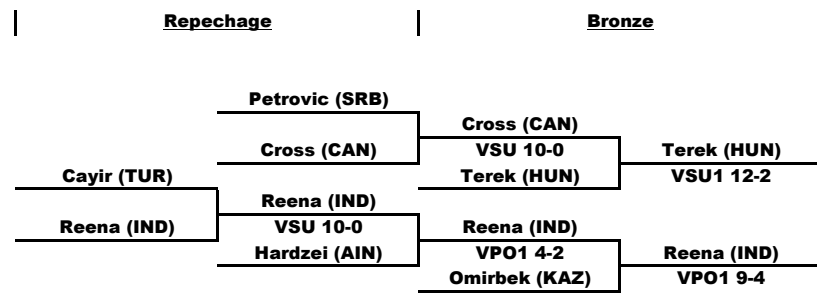 Repechage
Bronze
Petrovic (SRB)
Cross (CAN)
Cross (CAN)
VSU 10-0
Terek (HUN)
Cayir (TUR)
Terek (HUN)
VSU1 12-2
Reena (IND)
Reena (IND)
VSU 10-0
Reena (IND)
Hardzei (AIN)
VPO1 4-2
Reena (IND)
Omirbek (KAZ)
VPO1 9-4